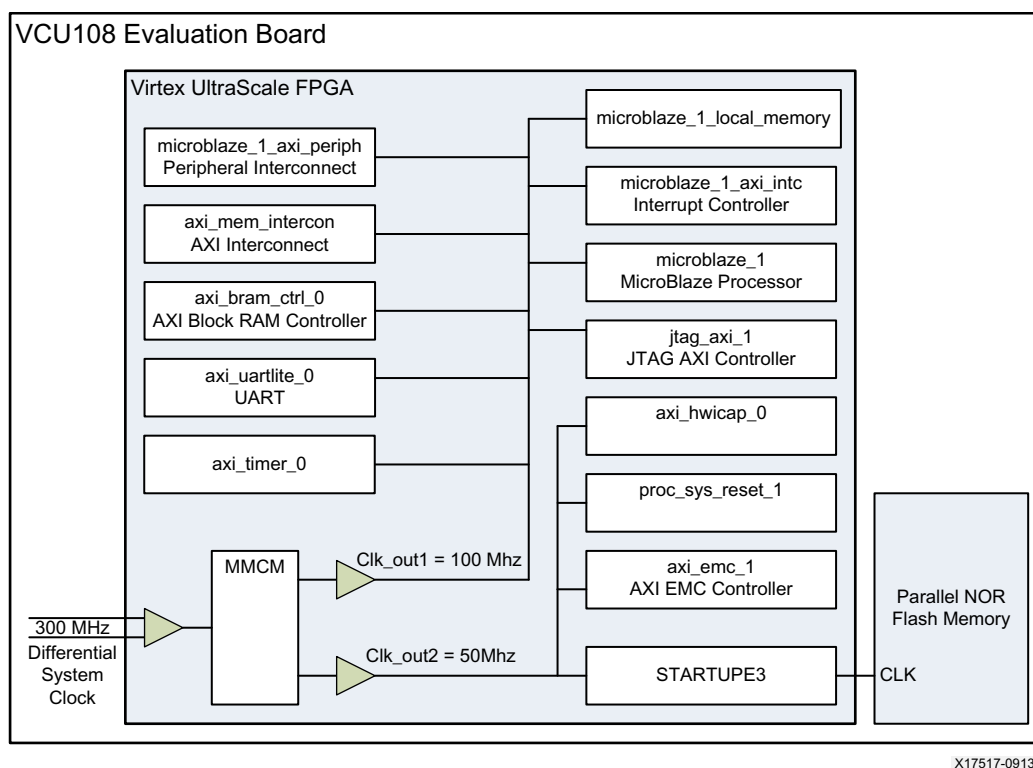 VCU108 Evaluation Board
Virtex UltraScale FPGA
microblaze_1_axi_periph
Peripheral Interconnect
axi_mem_intercon
AXI Interconnect
axi_bram_ctrl_0
AXI Block RAM Controller
axi_uartlite_0
UART
axi_timer_0
microblaze_1_local_memory
microblaze_1_axi_intc
Interrupt Controller
microblaze_1
MicroBlaze Processor
jtag_axi_1
JTAG AXI Controller
axi_hwicap_0
proc_sys_reset_1
axi_emc_1
AXI EMC Controller
STARTUPE3
MMCM
Clk_out1 = 100 Mhz
Clk_out2 = 50Mhz
300 MHz
Differential
System
Clock
Parallel NOR
Flash Memory
CLK
X17517-0913